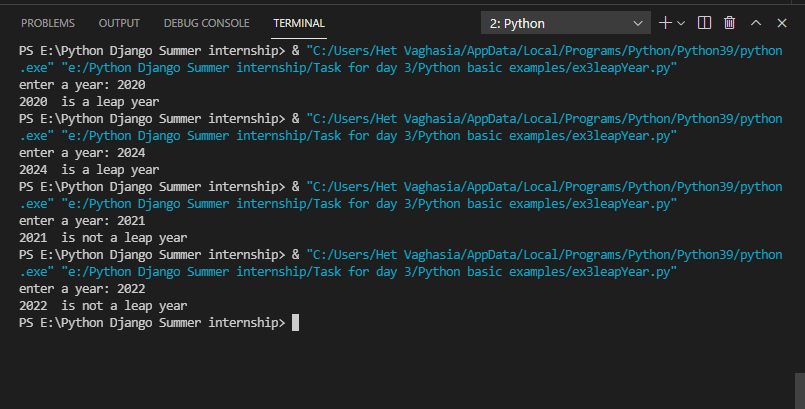 PROBLEMS OUTPUT DEBUG CONSOLE TERMINAL 2: Python
PS E:\Python Django Summer internship> & "C:/Users/Het Vaghasia/AppData/Local/Programs/Python/Python39/python
.exe" "e:/Python Django Summer internship/Task for day 3/Python basic examples/ex3leapYear.py"
enter a year: 2020
2020  is a leap year
PS E:\Python Django Summer internship> & "C:/Users/Het Vaghasia/AppData/Local/Programs/Python/Python39/python
.exe" "e:/Python Django Summer internship/Task for day 3/Python basic examples/ex3leapYear.py"
enter a year: 2024
2024  is a leap year
PS E:\Python Django Summer internship> & "C:/Users/Het Vaghasia/AppData/Local/Programs/Python/Python39/python
.exe" "e:/Python Django Summer internship/Task for day 3/Python basic examples/ex3leapYear.py"
enter a year: 2021
2021  is not a leap year
PS E:\Python Django Summer internship> & "C:/Users/Het Vaghasia/AppData/Local/Programs/Python/Python39/python
.exe" "e:/Python Django Summer internship/Task for day 3/Python basic examples/ex3leapYear.py"
enter a year: 2022
2022  is not a leap year
PS E:\Python Django Summer internship>